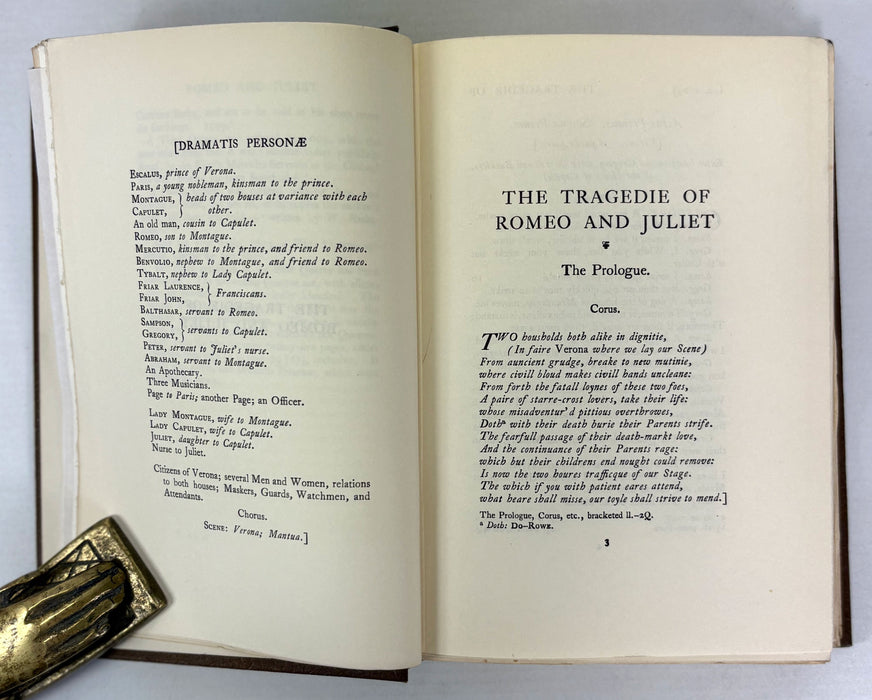 [DRAMATIS PERSONÆ
ESCALUS, prince of Verona.
PARIS, a young nobleman, kinsman to the prince.
MONTAGUE, } heads of two houses at variance with each
CAPULET, } other.
An old man, cousin to Capulet.
ROMEO, son to Montague.
MERCUTIO, kinsman to the prince, and friend to Romeo.
BENVOLIO, nephew to Montague, and friend to Romeo.
TYBALT, nephew to Lady Capulet.
FRIAR LAURENCE, } Franciscans.
FRIAR JOHN,
BALTHASAR, servant to Romeo.
SAMPSION, } servants to Capulet.
GREGORY,
PETER, servant to Juliet's nurse.
ABRAHAM, servant to Montague.
An Apothecary.
Three Musicians.
Page to Paris; another Page; an Officer.
LADY MONTAGUE, wife to Montague.
LADY CAPULET, wife to Capulet.
JULIET, daughter to Capulet.
Nurse to Juliet.
Citizens of Verona; several Men and Women, relations
to both houses; Maskers, Guards, Watchmen, and
Attendants.
Chorus.
SCENE: Verona; Mantua.]
THE TRAGEDIE OF
ROMEO AND JULIET
The Prologue.
Corus.
TWO housholds both alike in dignitie,
(In faire Verona where we lay our Scene)
From auncient grudge, breake to new mutinie,
where civill bloud makes civill hands uncleane:
From forth the fatall loynes of these two foes,
A paire of starre-crost lovers, take their life:
whose misadventur'd pittious overthrowes,
Dothᵃ with their death burie their Parents strife.
The fearfull passage of their death-markt love,
And the continuance of their Parents rage:
which but their childrens end nought could remove:
Is now the two houres trafficque of our Stage.
The which if you with patient eares attend,
what heare shall misse, our toyle shall strive to mend.]
The Prologue, Corus, etc., bracketed ll.–2Q.
ᵃ Doth: Do–ROWE.
3